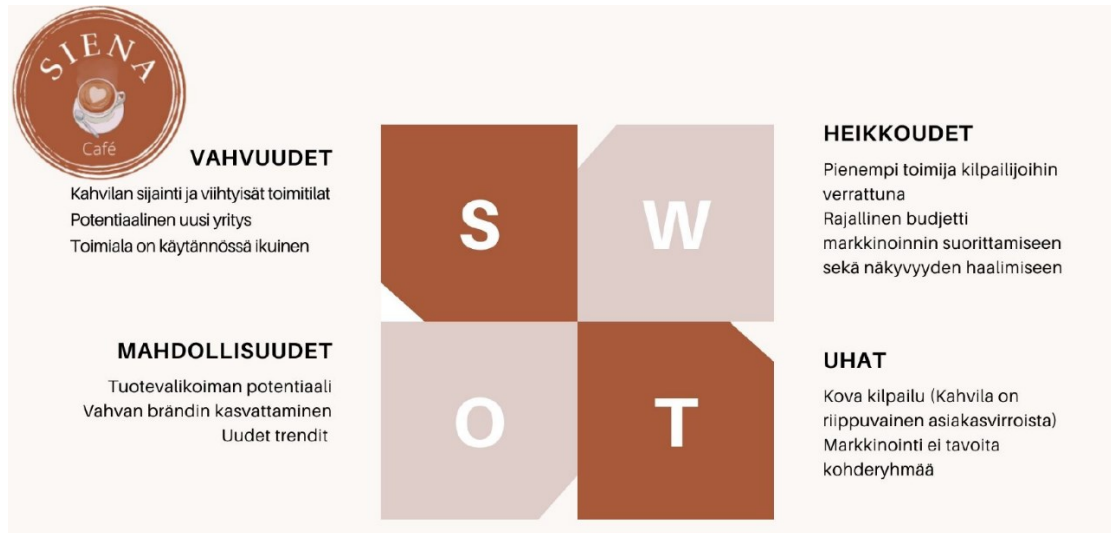 SIENA
Café
VAHVUUDET
Kahvilan sijainti ja viihtyisät toimitilat
Potentiaalinen uusi yritys
Toimiala on käytännössä ikuinen
S
W
HEIKKOUDET
Pienempi toimija kilpailijoihin
verrattuna
Rajallinen budjetti
markkinoinnin suorittamiseen
sekä näkyvyyden haalimiseen
MAHDOLLISUUDET
Tuotevalikoiman potentiaali
Vahvan brändin kasvattaminen
Uudet trendit
O
T
UHAT
Kova kilpailu (Kahvila on
riippuvainen asiakasvirroista)
Markkinointi ei tavoita
kohderyhmää